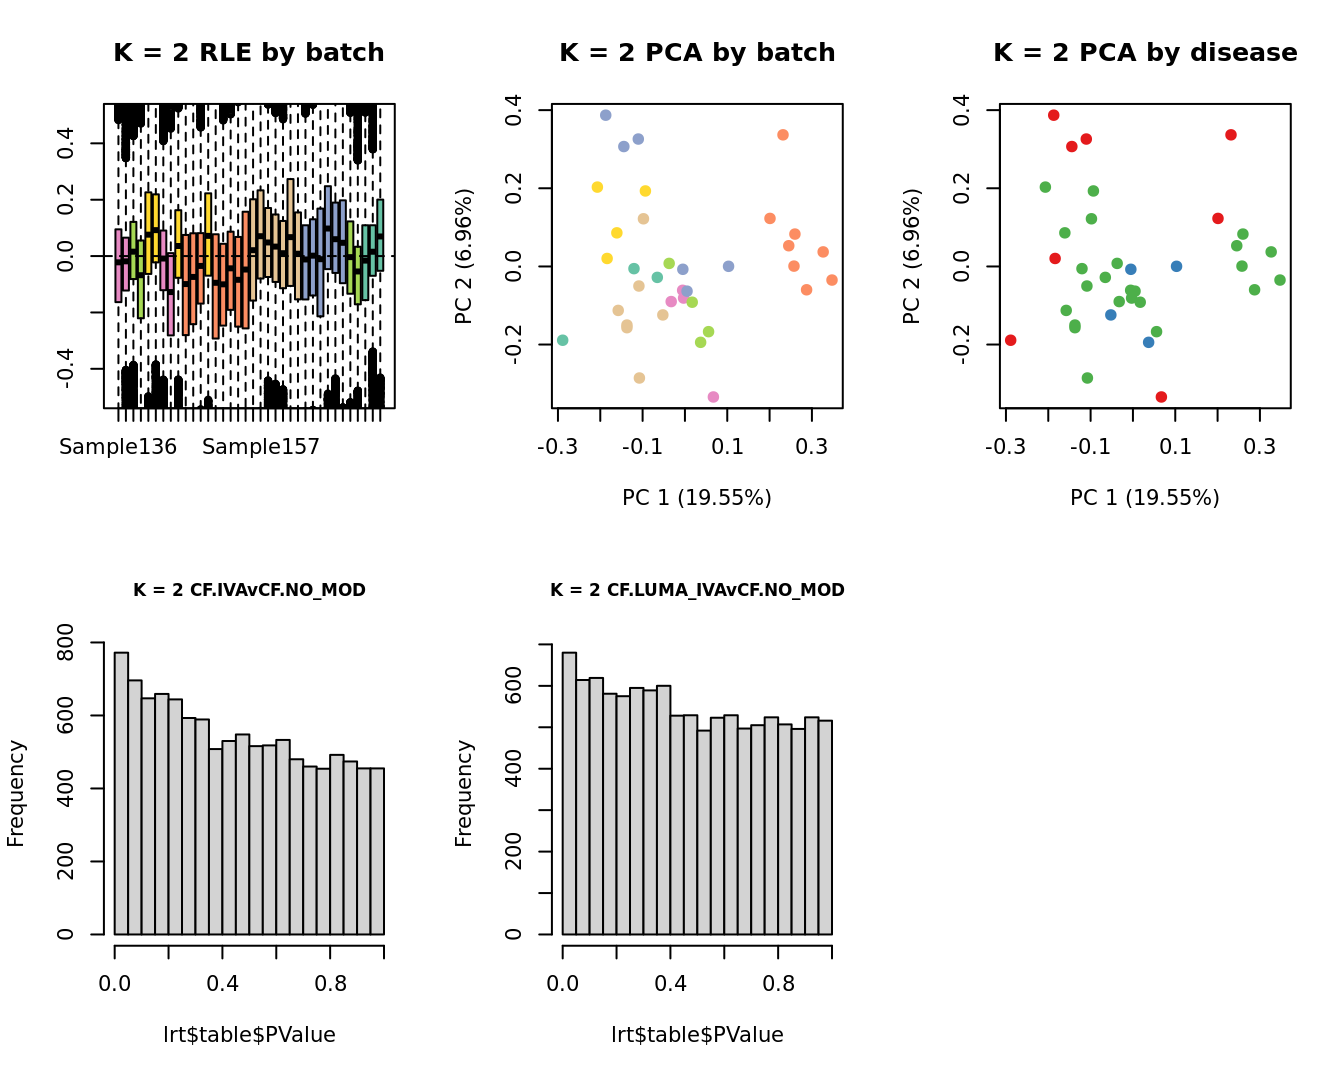 K = 2 RLE by batch
0.4
0.2
0.0
-0.4
Sample136 Sample157
K = 2 PCA by batch
PC 2 (6.96%)
0.4
0.2
0.0
-0.2
-0.3 -0.1 0.1 0.3
PC 1 (19.55%)
K = 2 PCA by disease
PC 2 (6.96%)
0.4
0.2
0.0
-0.2
-0.3 -0.1 0.1 0.3
PC 1 (19.55%)
K = 2 CF.IVAvCF.NO_MOD
Frequency
800
600
400
200
0
0.0 0.4 0.8
lrt$table$PValue
K = 2 CF.LUMA_IVAvCF.NO_MOD
Frequency
600
400
200
0
0.0 0.4 0.8
lrt$table$PValue